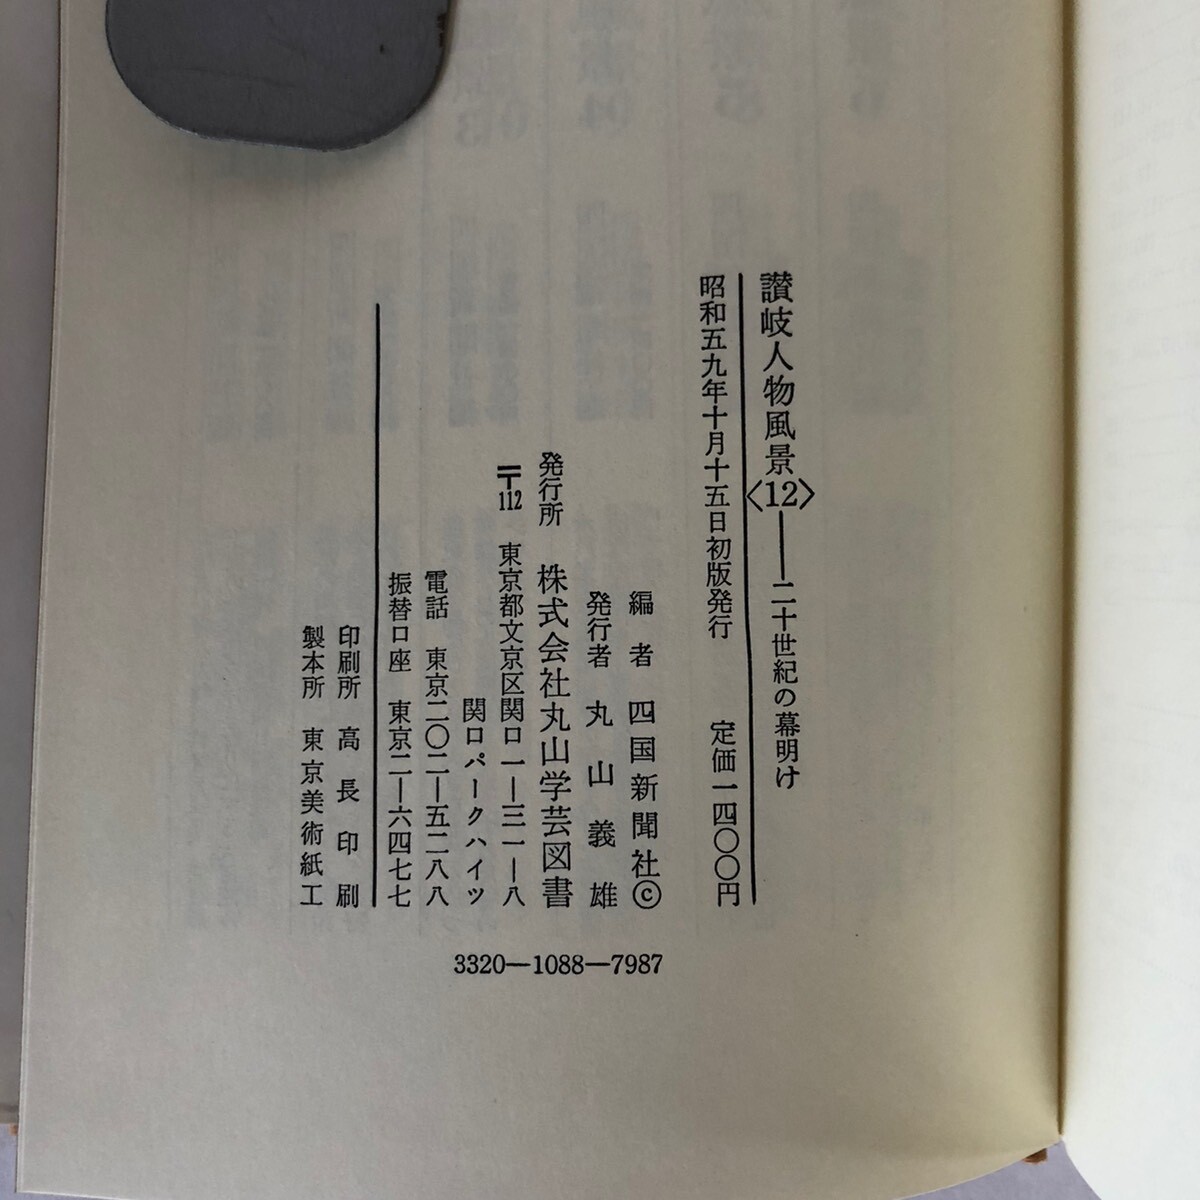 讃岐人物風景〈12〉――二十世紀の幕明け
昭和五九年十月十五日初版発行　定価一四〇〇円
編者　四国新聞社©
発行者　丸山義雄
発行所　株式会社丸山学芸図書
〒112　東京都文京区関口一―三一―八
関口パークハイツ
電話　東京二〇二―五二八八
振替口座　東京二―六四七七
印刷所　高長印刷
製本所　東京美術紙工
3320―1088―7987